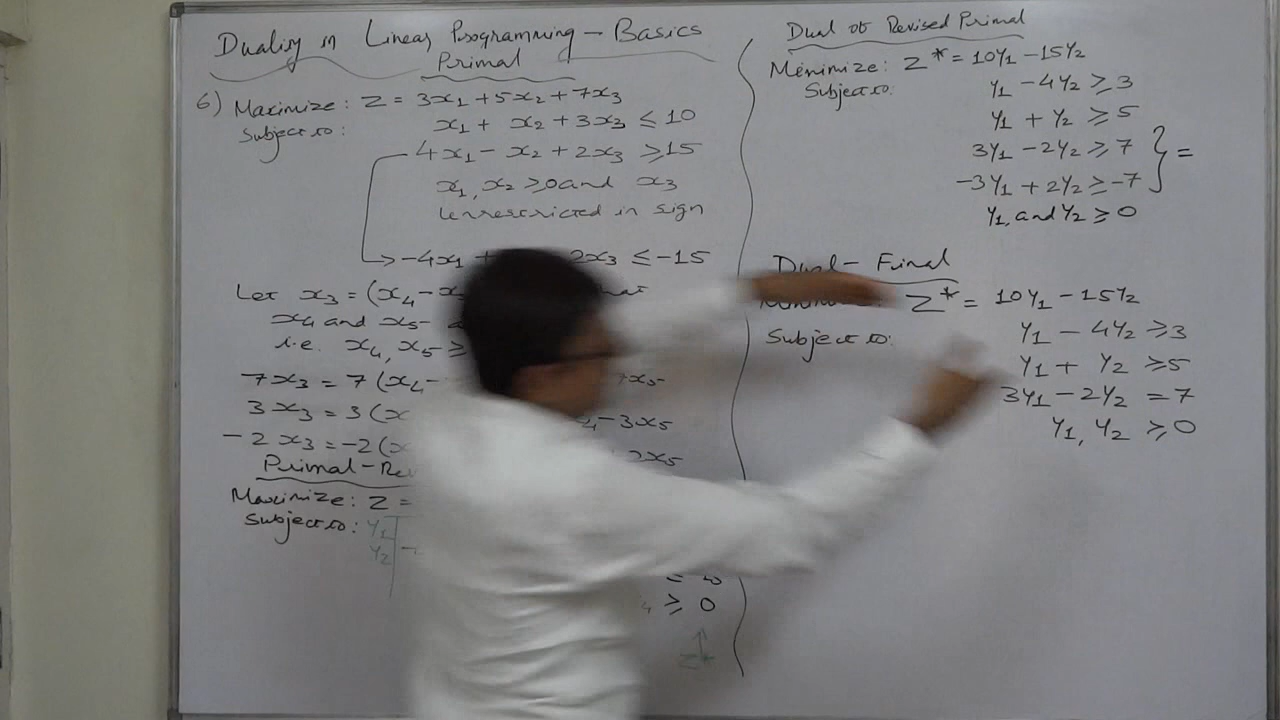 Duality in Linear Programming - Basics
Primal
6) Maximize: Z = 3x1 + 5x2 + 7x3
Subject to: x1 + x2 + 3x3 ≤ 10
4x1 - x2 + 2x3 ≥ 15
x1, x2 ≥ 0 and x3
Unrestricted in sign
-4x1 + 2x3 ≤ -15
Let x3 = (x4 - x5
x4 and x5
i.e. x4, x5 ≥
7x3 = 7(x4 - +x5
3x3 = 3(x - 3x5
-2x3 = -2(x 2x5
Primal-Rev
Maximize: Z =
Subject to: y1
y2
≥ 0
Z*
Dual of Revised Primal
Minimize: Z* = 10y1 - 15y2
Subject to: y1 - 4y2 ≥ 3
y1 + y2 ≥ 5
3y1 - 2y2 ≥ 7
-3y1 + 2y2 ≥ -7 } =
y1, and y2 ≥ 0
Dual - Final
Z* = 10y1 - 15y2
Subject to: y1 - 4y2 ≥ 3
y1 + y2 ≥ 5
3y1 - 2y2 = 7
y1, y2 ≥ 0